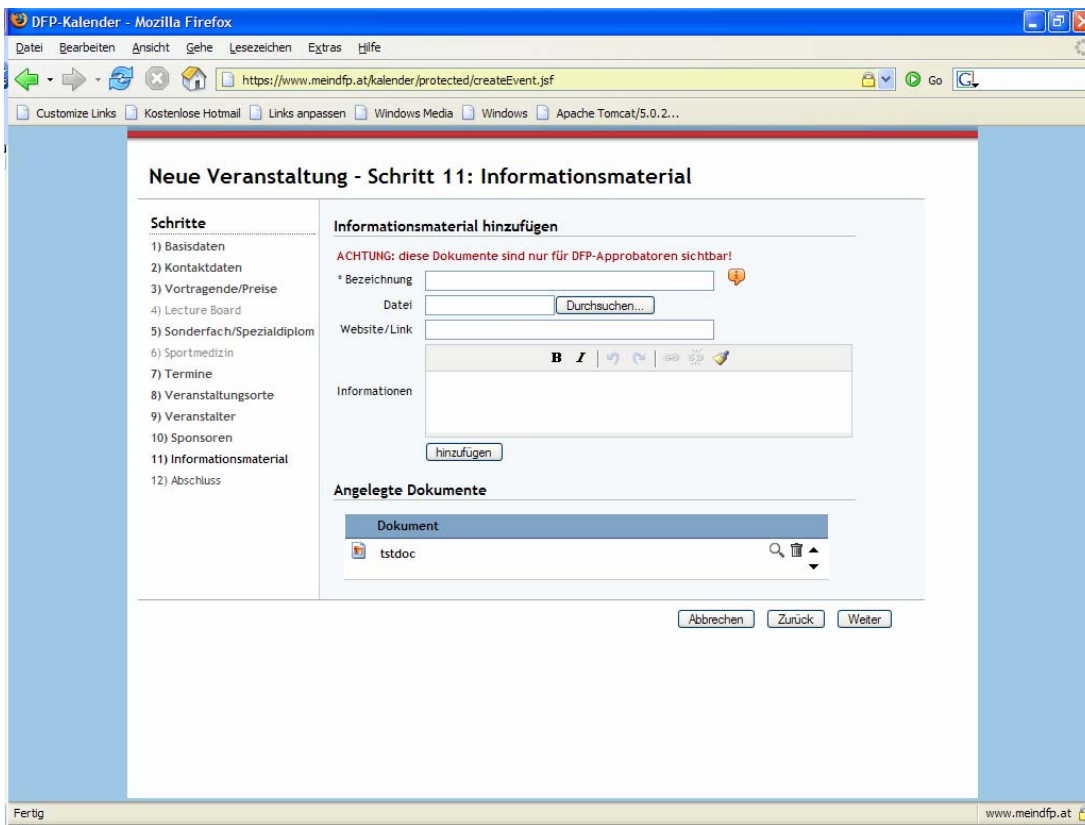 DFP-Kalender - Mozilla Firefox
Datei Bearbeiten Ansicht Gehe Lesezeichen Extras Hilfe
https://www.meindfp.at/kalender/protected/createEvent.jsf Go G
Customize Links Kostenlose Hotmail Links anpassen Windows Media Windows Apache Tomcat/5.0.2...
Neue Veranstaltung - Schritt 11: Informationsmaterial
Schritte
1) Basisdaten
2) Kontaktdaten
3) Vortragende/Preise
4) Lecture Board
5) Sonderfach/Spezialdiplom
6) Sportmedizin
7) Termine
8) Veranstaltungsorte
9) Veranstalter
10) Sponsoren
11) Informationsmaterial
12) Abschluss
Informationsmaterial hinzufügen
ACHTUNG: diese Dokumente sind nur für DFP-Approbatoren sichtbar!
* Bezeichnung
Datei Durchsuchen...
Website/Link
B I
Informationen
hinzufügen
Angelegte Dokumente
Dokument
tstdoc
Abbrechen Zurück Weiter
Fertig www.meindfp.at